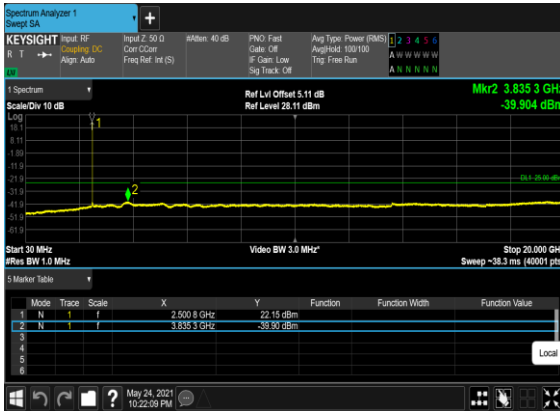 Spectrum Analyzer 1
Swept SA
+
KEYSIGHT Input: RF Input Z: 50 Ω #Atten: 40 dB PNO: Fast Avg Type: Power (RMS) 1 2 3 4 5 6
R T Coupling: DC Corr CCorr Gate: Off Avg|Hold: 100/100 A W W W W W
Align: Auto Freq Ref: Int (S) IF Gain: Low Trig: Free Run
Sig Track: Off A N N N N N
1 Spectrum
Scale/Div 10 dB
Ref Lvl Offset 5.11 dB
Ref Level 28.11 dBm
Mkr2 3.835 3 GHz
-39.904 dBm
Log
18.1
8.11
-1.89
-11.9
-21.9
-31.9
-41.9
-51.9
-61.9
1
2
DL1 -25.00 dBm
Start 30 MHz Video BW 3.0 MHz* Stop 20.000 GHz
#Res BW 1.0 MHz Sweep ~38.3 ms (40001 pts)
5 Marker Table
Mode Trace Scale X Y Function Function Width Function Value
1 N 1 f 2.500 8 GHz 22.15 dBm
2 N 1 f 3.835 3 GHz -39.90 dBm
3
4
5
6
Local
?
May 24, 2021
10:22:09 PM